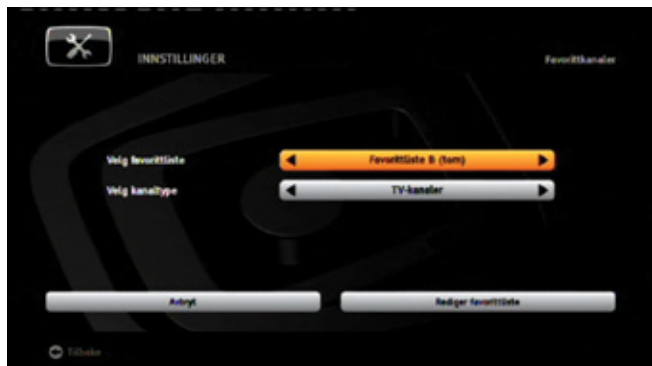 INNSTILLINGER
Favorittkanaler
Velg favorittliste
Favorittliste B (tom)
Velg kanaltype
TV-kanaler
Avbryt
Rediger favorittliste
Tilbake